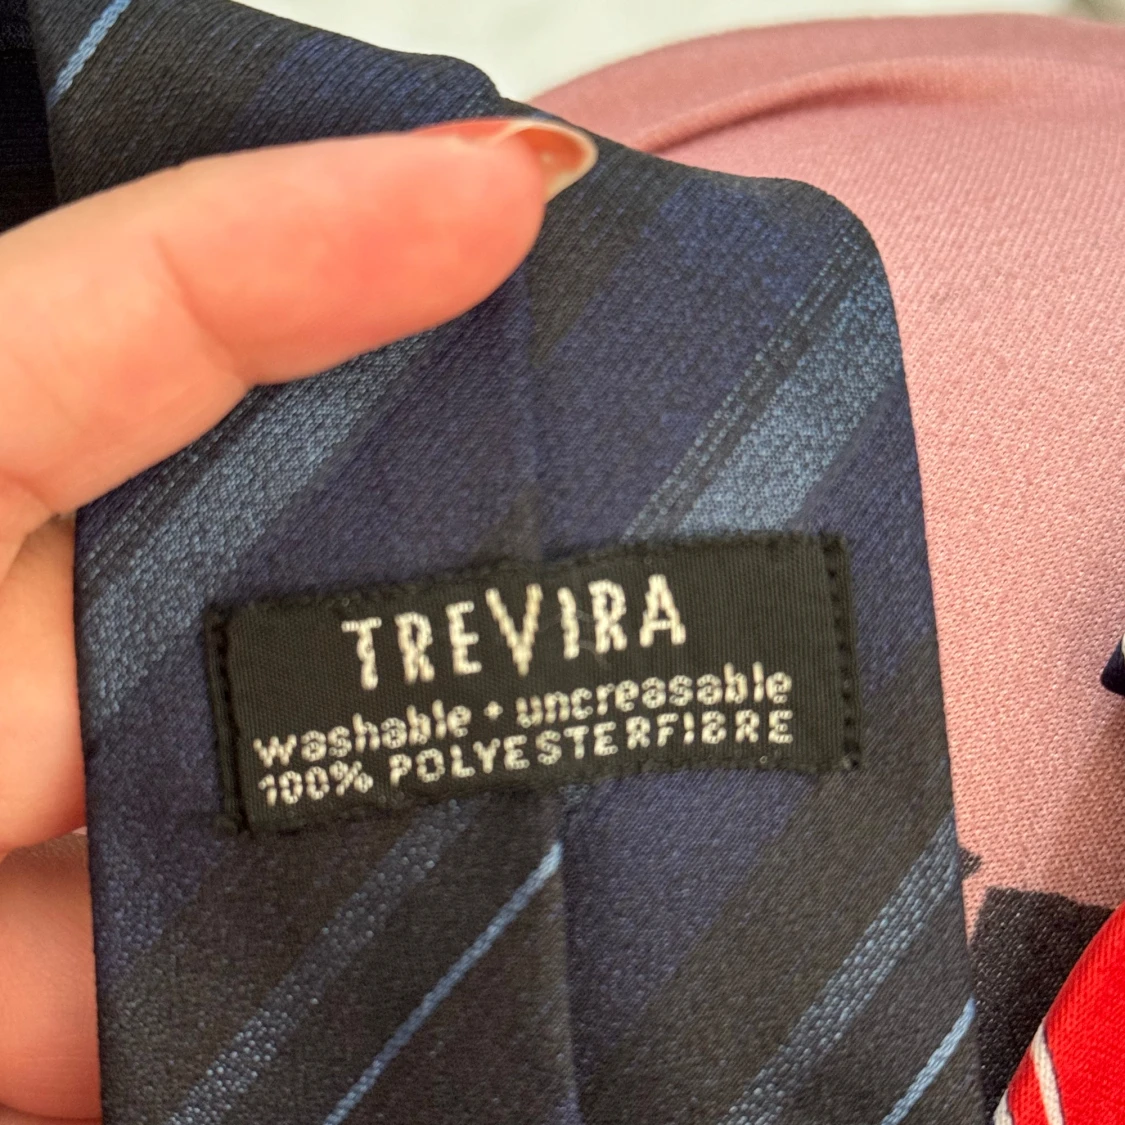 TREVIRA
washable • uncreasable
100% POLYESTERFIBRE